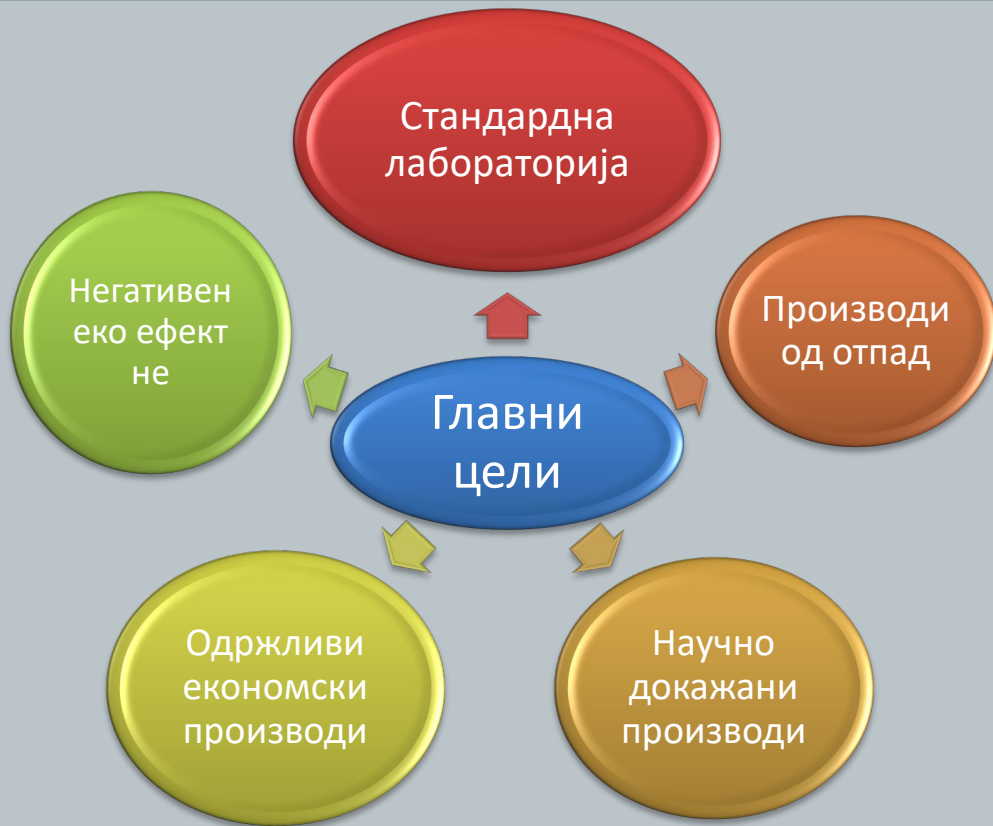 Стандардна
лабораторија
Негативен
еко ефект
не
Производи
од отпад
Главни
цели
Одржливи
економски
производи
Научно
докажани
производи